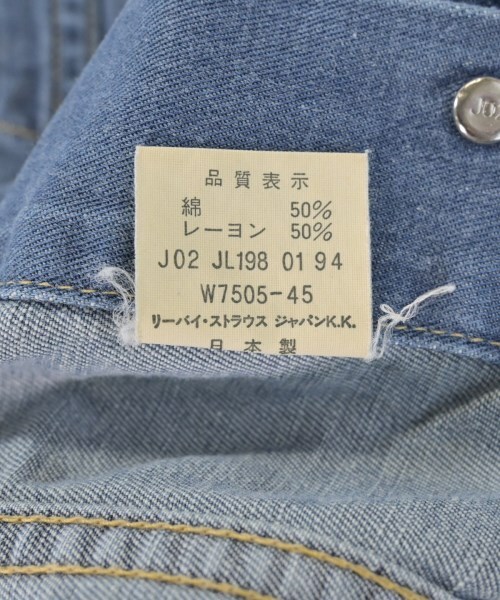 品質表示
綿 50%
レーヨン 50%
J02 JL198 01 94
W7505-45
リーバイ・ストラウス ジャパンK.K.
日本製
J02